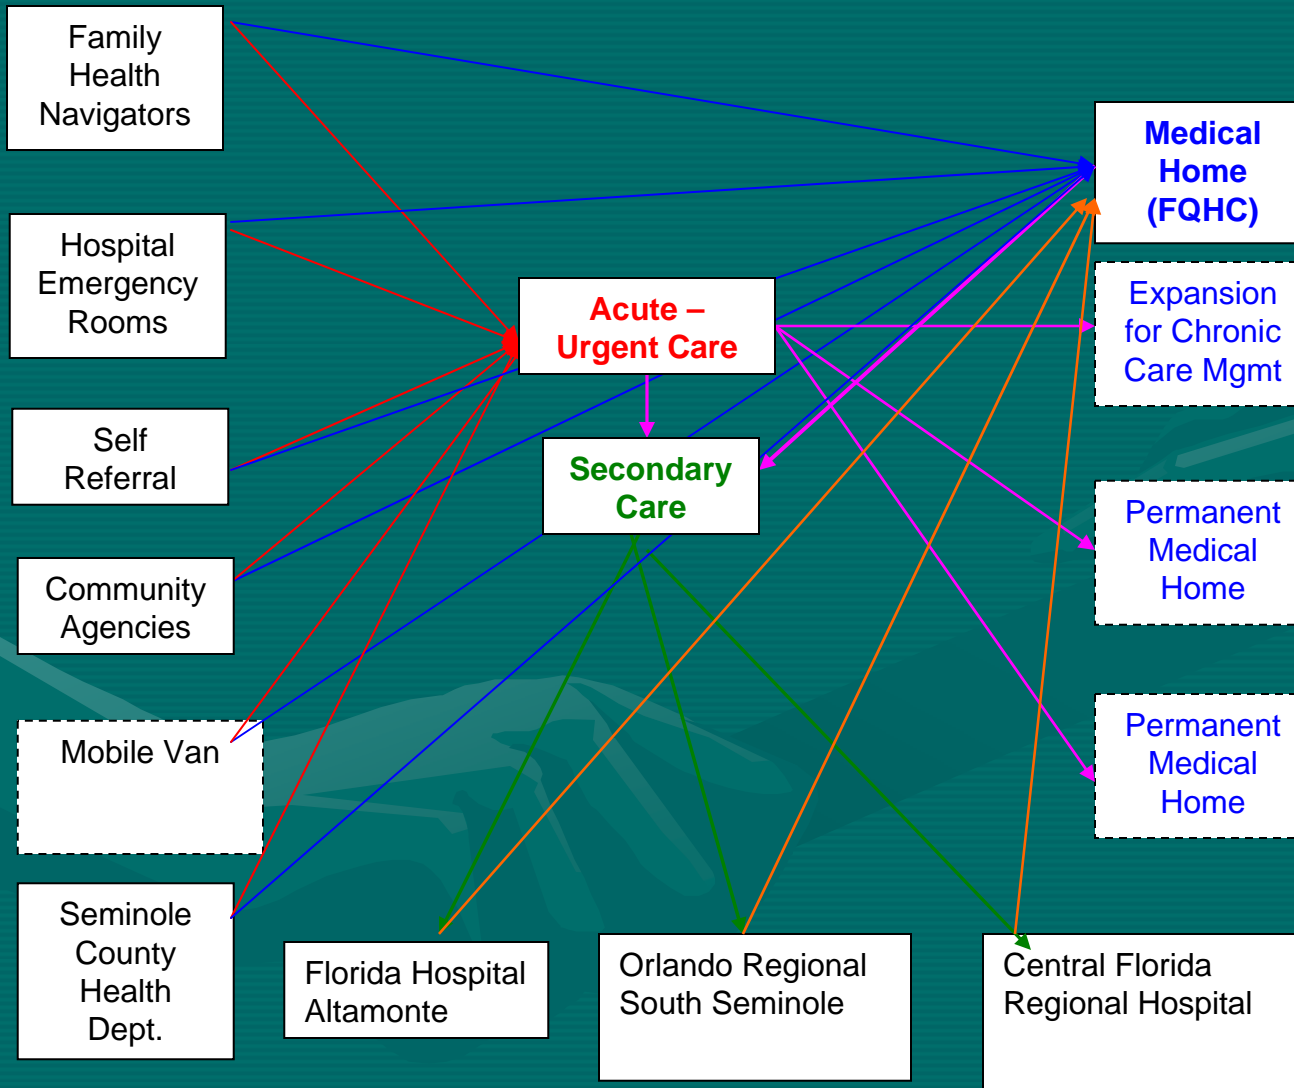 Family
Health
Navigators
Medical
Home
(FQHC)
Hospital
Emergency
Rooms
Acute –
Urgent Care
Expansion
for Chronic
Care Mgmt
Self
Referral
Secondary
Care
Permanent
Medical
Home
Community
Agencies
Mobile Van
Permanent
Medical
Home
Seminole
County
Health
Dept.
Florida Hospital
Altamonte
Orlando Regional
South Seminole
Central Florida
Regional Hospital